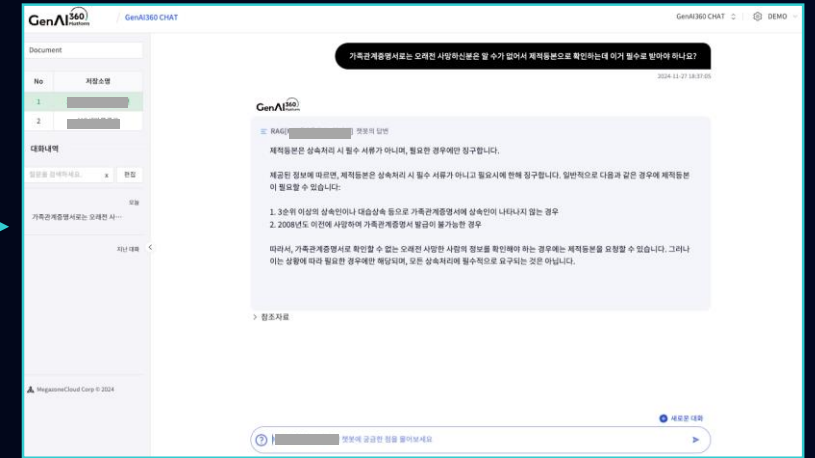 GenAI360 Platform
GenAI360 CHAT
GenAI360 CHAT
DEMO
Document
No 저장소명
1
2
대화내역
질문을 검색하세요. x 편집
오늘
가족관계증명서로는 오래전 사…
지난 대화
MegazoneCloud Corp © 2024
가족관계증명서로는 오래전 사망하신분은 알 수가 없어서 제적등본으로 확인하는데 이거 필수로 받아야 하나요?
2024-11-27 18:37:05
GenAI360 Platform
RAG[ ] 챗봇의 답변
제적등본은 상속처리 시 필수 서류가 아니며, 필요한 경우에만 징구합니다.
제공된 정보에 따르면, 제적등본은 상속처리 시 필수 서류가 아니고 필요시에 한해 징구합니다. 일반적으로 다음과 같은 경우에 제적등본
이 필요할 수 있습니다:
1. 3순위 이상의 상속인이나 대습상속 등으로 가족관계증명서에 상속인이 나타나지 않는 경우
2. 2008년도 이전에 사망하여 가족관계증명서 발급이 불가능한 경우
따라서, 가족관계증명서로 확인할 수 없는 오래전 사망한 사람의 정보를 확인해야 하는 경우에는 제적등본을 요청할 수 있습니다. 그러나
이는 상황에 따라 필요한 경우에만 해당되며, 모든 상속처리에 필수적으로 요구되는 것은 아닙니다.
> 참조자료
새로운 대화
챗봇에 궁금한 점을 물어보세요